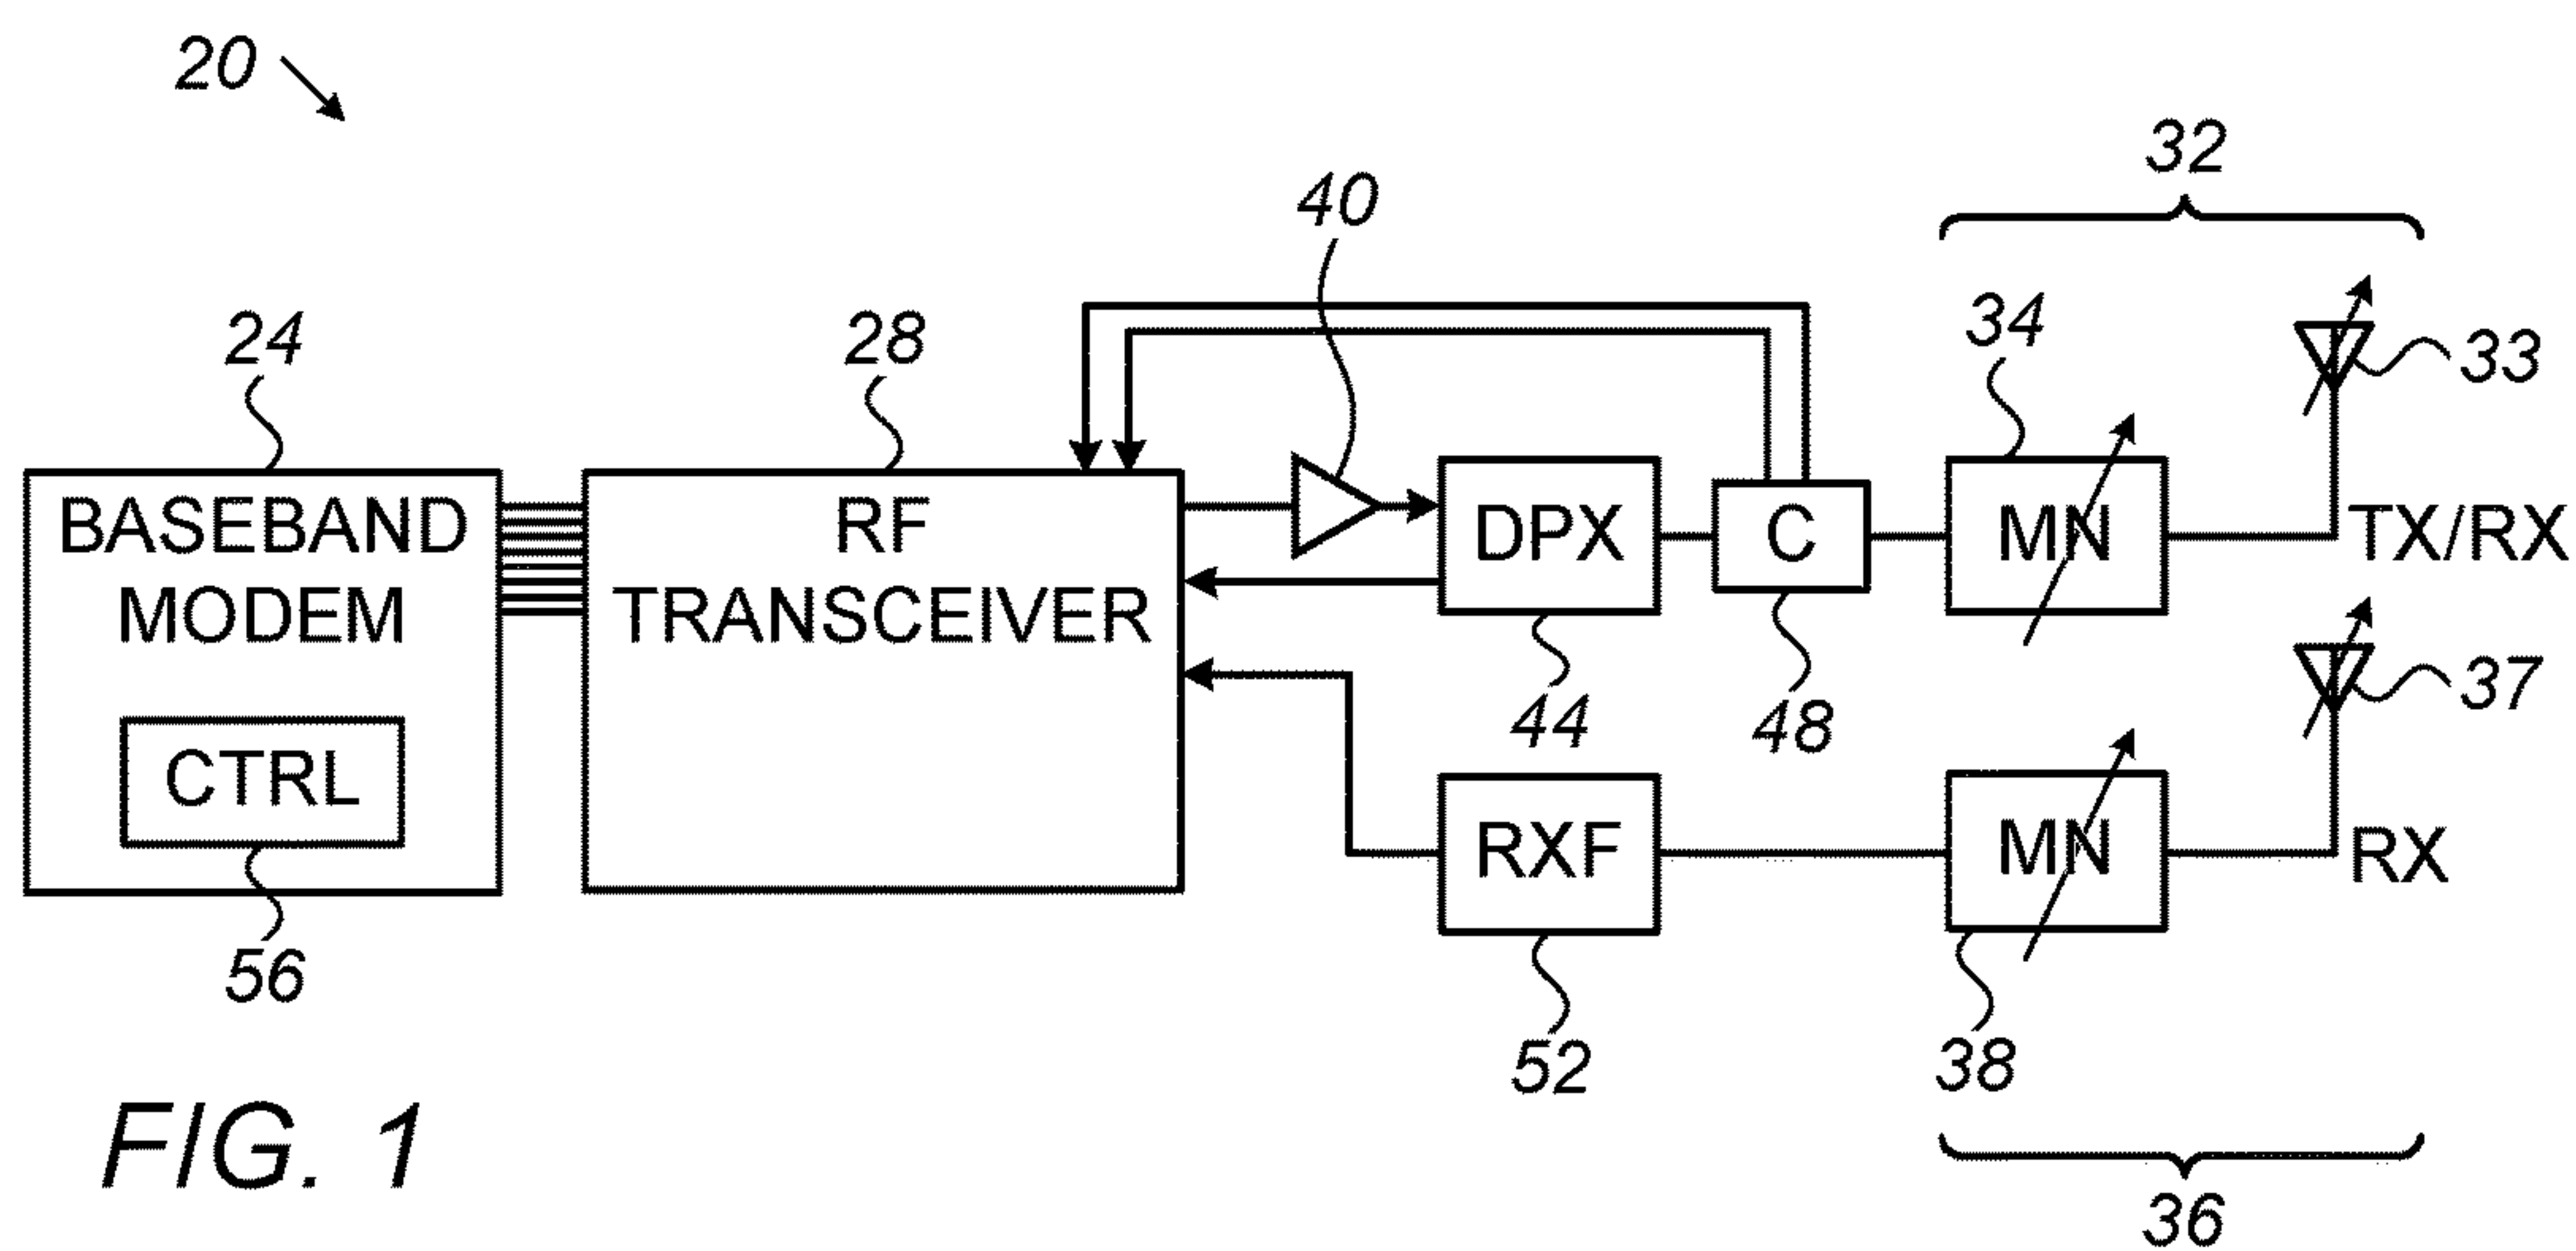 20
32
40
24
28
34
33
BASEBAND
MODEM
RF
TRANSCEIVER
DPX
C
MN
TX/RX
37
44
48
CTRL
RXF
MN
RX
56
52
38
FIG. 1
36